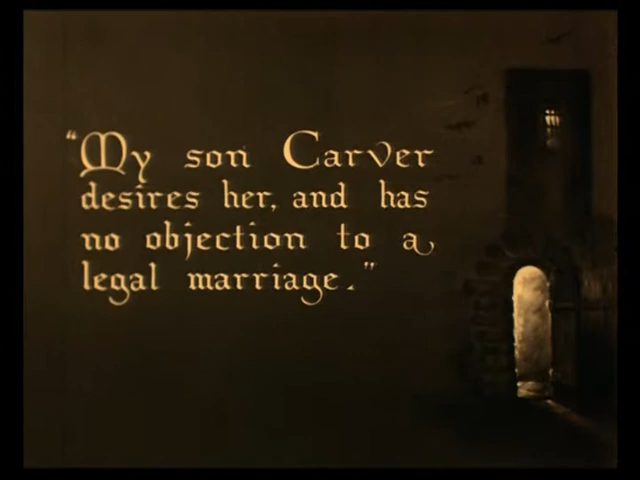 "My son Carver
desires her, and has
no objection to a
legal marriage."